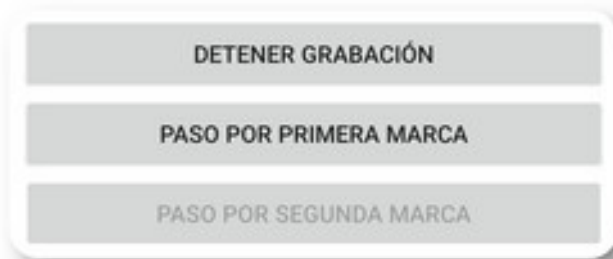 DETENER GRABACIÓN
PASO POR PRIMERA MARCA
PASO POR SEGUNDA MARCA